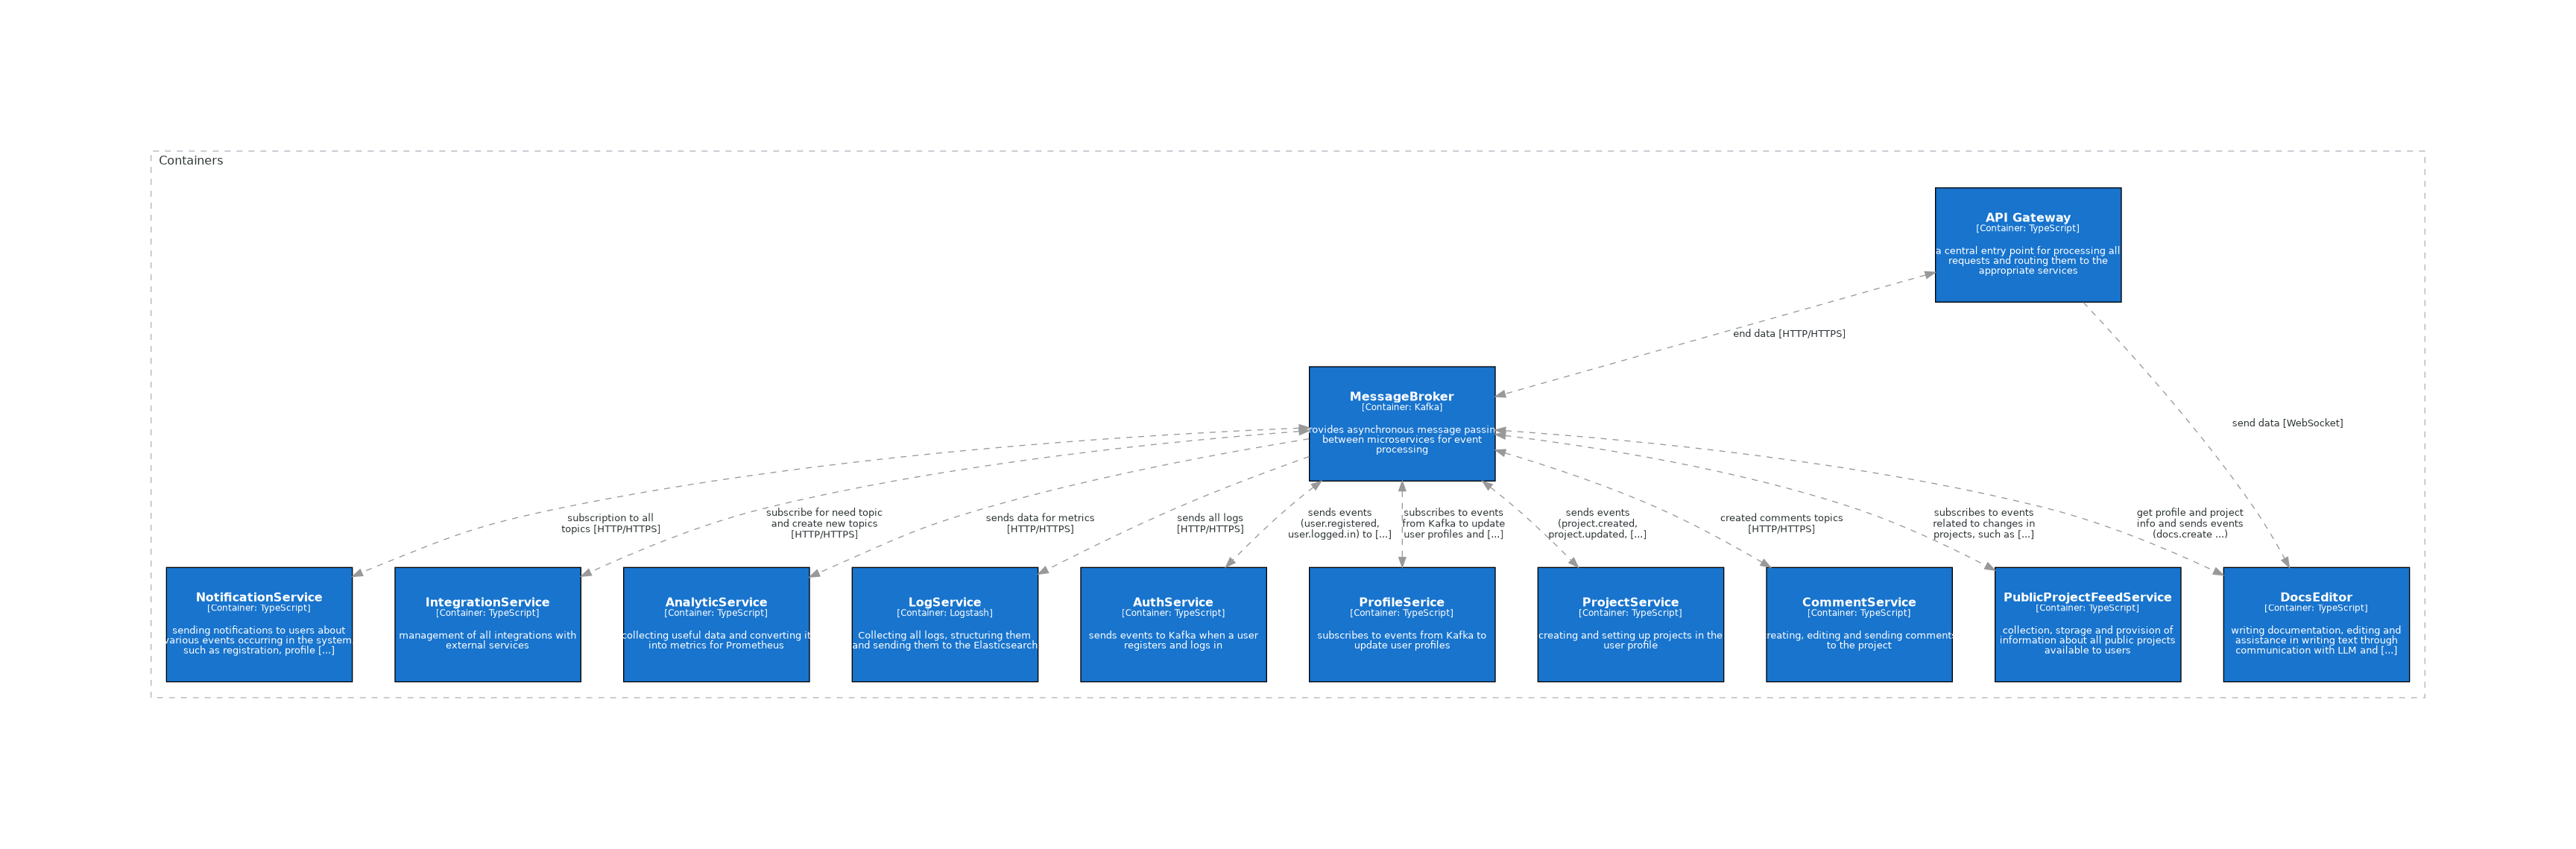 Containers
API Gateway
[Container: TypeScript]
a central entry point for processing all
requests and routing them to the
appropriate services
end data [HTTP/HTTPS]
MessageBroker
[Container: Kafka]
rovides asynchronous message passin
between microservices for event
processing
send data [WebSocket]
subscription to all
topics [HTTP/HTTPS]
subscribe for need topic
and create new topics
[HTTP/HTTPS]
sends data for metrics
[HTTP/HTTPS]
sends all logs
[HTTP/HTTPS]
sends events
(user.registered,
user.logged.in) to [...]
subscribes to events
from Kafka to update
user profiles and [...]
sends events
(project.created,
project.updated, [...]
created comments topics
[HTTP/HTTPS]
subscribes to events
related to changes in
projects, such as [...]
get profile and project
info and sends events
(docs.create ...)
NotificationService
[Container: TypeScript]
sending notifications to users about
various events occurring in the system,
such as registration, profile [...]
IntegrationService
[Container: TypeScript]
management of all integrations with
external services
AnalyticService
[Container: TypeScript]
collecting useful data and converting it
into metrics for Prometheus
LogService
[Container: Logstash]
Collecting all logs, structuring them
and sending them to the Elasticsearch
AuthService
[Container: TypeScript]
sends events to Kafka when a user
registers and logs in
ProfileSerice
[Container: TypeScript]
subscribes to events from Kafka to
update user profiles
ProjectService
[Container: TypeScript]
creating and setting up projects in the
user profile
CommentService
[Container: TypeScript]
reating, editing and sending comments
to the project
PublicProjectFeedService
[Container: TypeScript]
collection, storage and provision of
information about all public projects
available to users
DocsEditor
[Container: TypeScript]
writing documentation, editing and
assistance in writing text through
communication with LLM and [...]